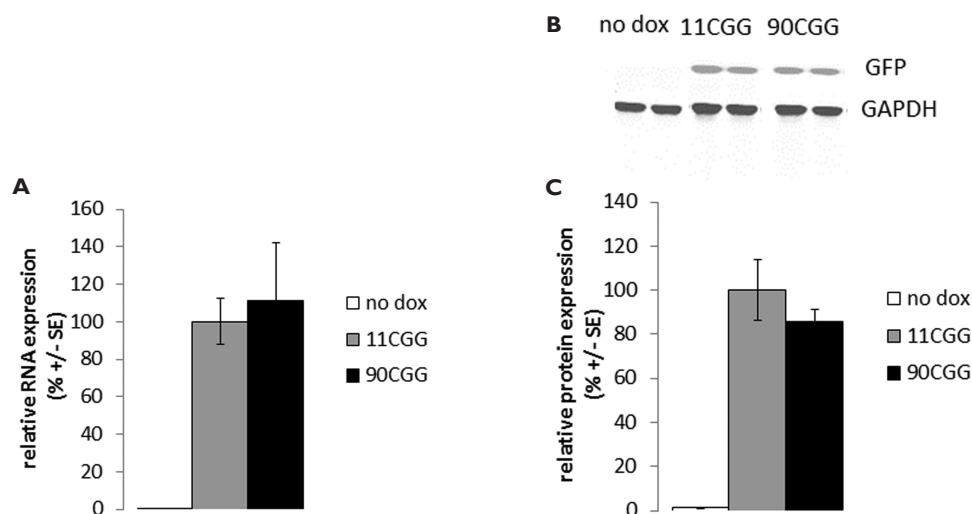 B
no dox 11CGG 90CGG
GFP
GAPDH
A
relative RNA expression
(% +/- SE)
160
140
120
100
80
60
40
20
0
no dox
11CGG
90CGG
C
relative protein expression
(% +/- SE)
140
120
100
80
60
40
20
0
no dox
11CGG
90CGG